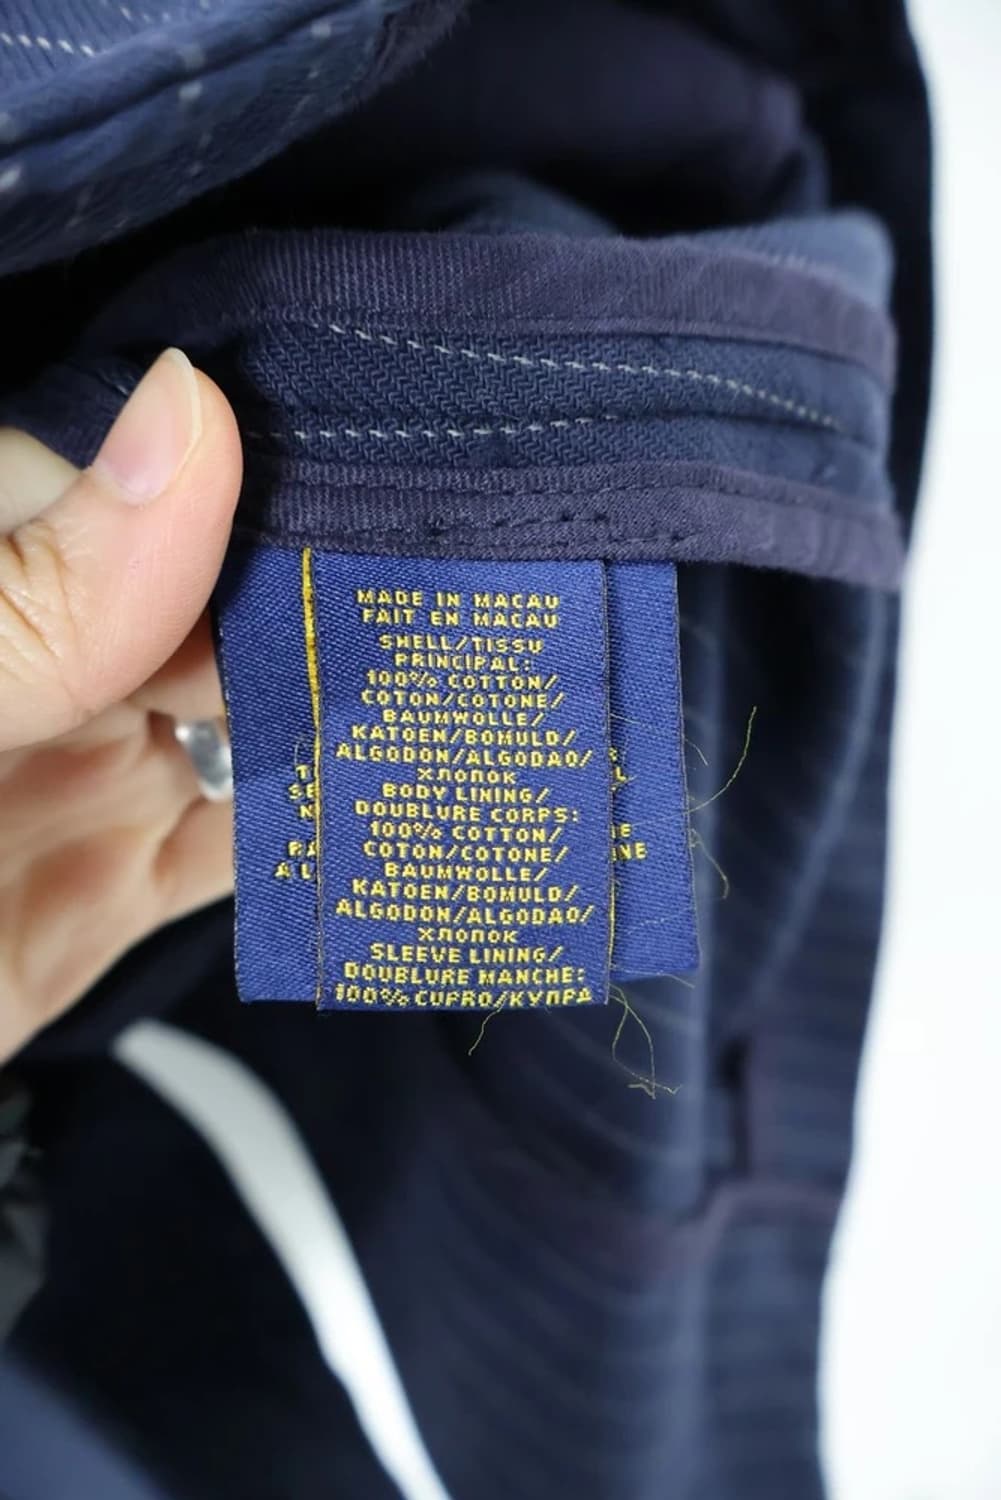 MADE IN MACAU
FAIT EN MACAU
SHELL/TISSU
PRINCIPAL:
100% COTTON/
COTON/COTONE/
BAUMWOLLE/
KATOEN/BOMULD/
ALGODON/ALGODAO/
ХЛОПОК
BODY LINING/
DOUBLURE CORPS:
100% COTTON/
COTON/COTONE/
BAUMWOLLE/
KATOEN/BOMULD/
ALGODON/ALGODAO/
ХЛОПОК
SLEEVE LINING/
DOUBLURE MANCHE:
100% CUPRO/КУПРА